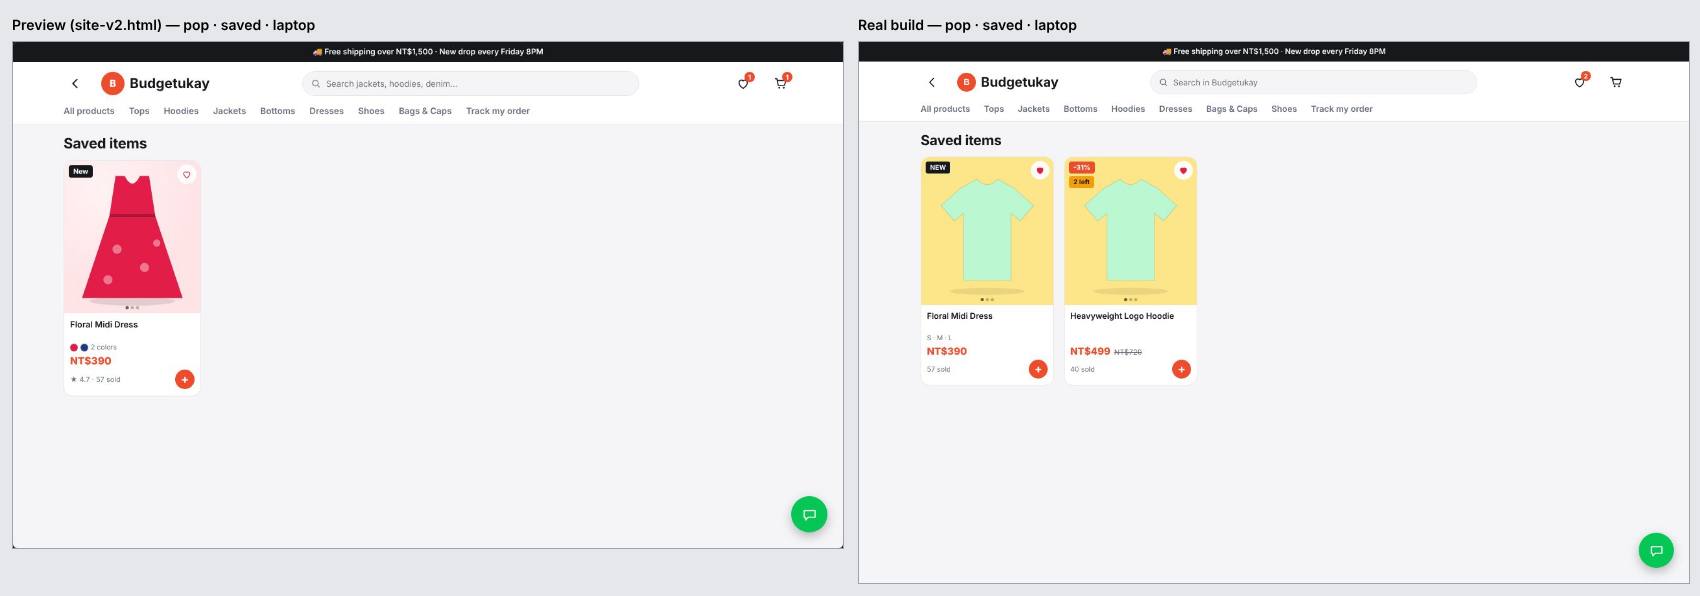 Preview (site-v2.html) — pop · saved · laptop
🚚 Free shipping over NT$1,500 · New drop every Friday 8PM
B Budgetukay
Search jackets, hoodies, denim...
1 1
All products Tops Hoodies Jackets Bottoms Dresses Shoes Bags & Caps Track my order
Saved items
New
Floral Midi Dress
2 colors
NT$390
★ 4.7 · 57 sold
+
Real build — pop · saved · laptop
🚚 Free shipping over NT$1,500 · New drop every Friday 8PM
B Budgetukay
Search in Budgetukay
2
All products Tops Jackets Bottoms Hoodies Dresses Bags & Caps Shoes Track my order
Saved items
NEW
Floral Midi Dress
S · M · L
NT$390
57 sold
+
-31%
2 left
Heavyweight Logo Hoodie
NT$499 NT$720
40 sold
+